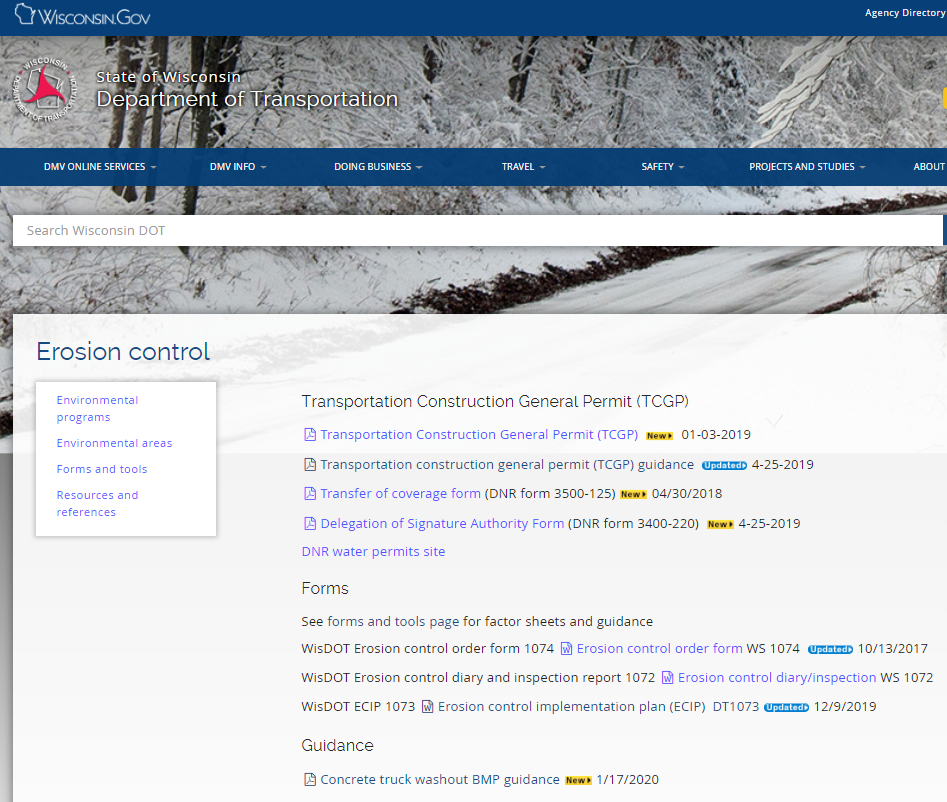 WISCONSIN.GOV
Agency Directory
WISCONSIN
DEPARTMENT OF TRANSPORTATION
State of Wisconsin
Department of Transportation
DMV ONLINE SERVICES DMV INFO DOING BUSINESS TRAVEL SAFETY PROJECTS AND STUDIES ABOUT
Search Wisconsin DOT
Erosion control
Environmental
programs
Environmental areas
Forms and tools
Resources and
references
Transportation Construction General Permit (TCGP)
Transportation Construction General Permit (TCGP) New 01-03-2019
Transportation construction general permit (TCGP) guidance Updated 4-25-2019
Transfer of coverage form (DNR form 3500-125) New 04/30/2018
Delegation of Signature Authority Form (DNR form 3400-220) New 4-25-2019
DNR water permits site
Forms
See forms and tools page for factor sheets and guidance
WisDOT Erosion control order form 1074 Erosion control order form WS 1074 Updated 10/13/2017
WisDOT Erosion control diary and inspection report 1072 Erosion control diary/inspection WS 1072
WisDOT ECIP 1073 Erosion control implementation plan (ECIP) DT1073 Updated 12/9/2019
Guidance
Concrete truck washout BMP guidance New 1/17/2020